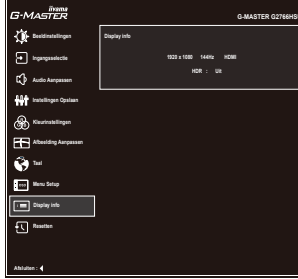 iiyama
G-MASTER
G-MASTER G2766HS
Beeldinstellingen
Display info
Ingangsselectie
1920 x 1080 144Hz HDMI
HDR : Uit
Audio Aanpassen
Instellingen Opslaan
Kleurinstellingen
Afbeelding Aanpassen
Taal
Menu Setup
Display info
Resetten
Afsluiten :